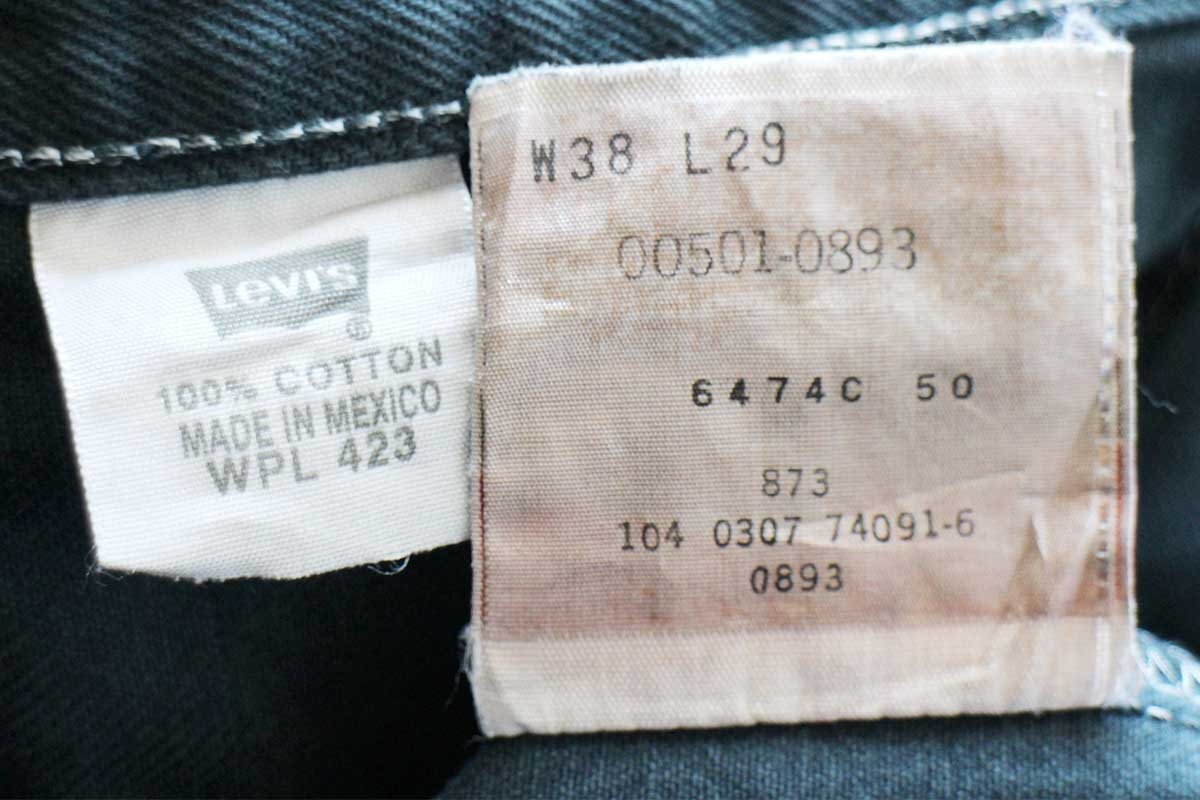 Levi's®
100% COTTON
MADE IN MEXICO
WPL 423
W38 L29
00501-0893
6474C 50
873
104 0307 74091-6
0893